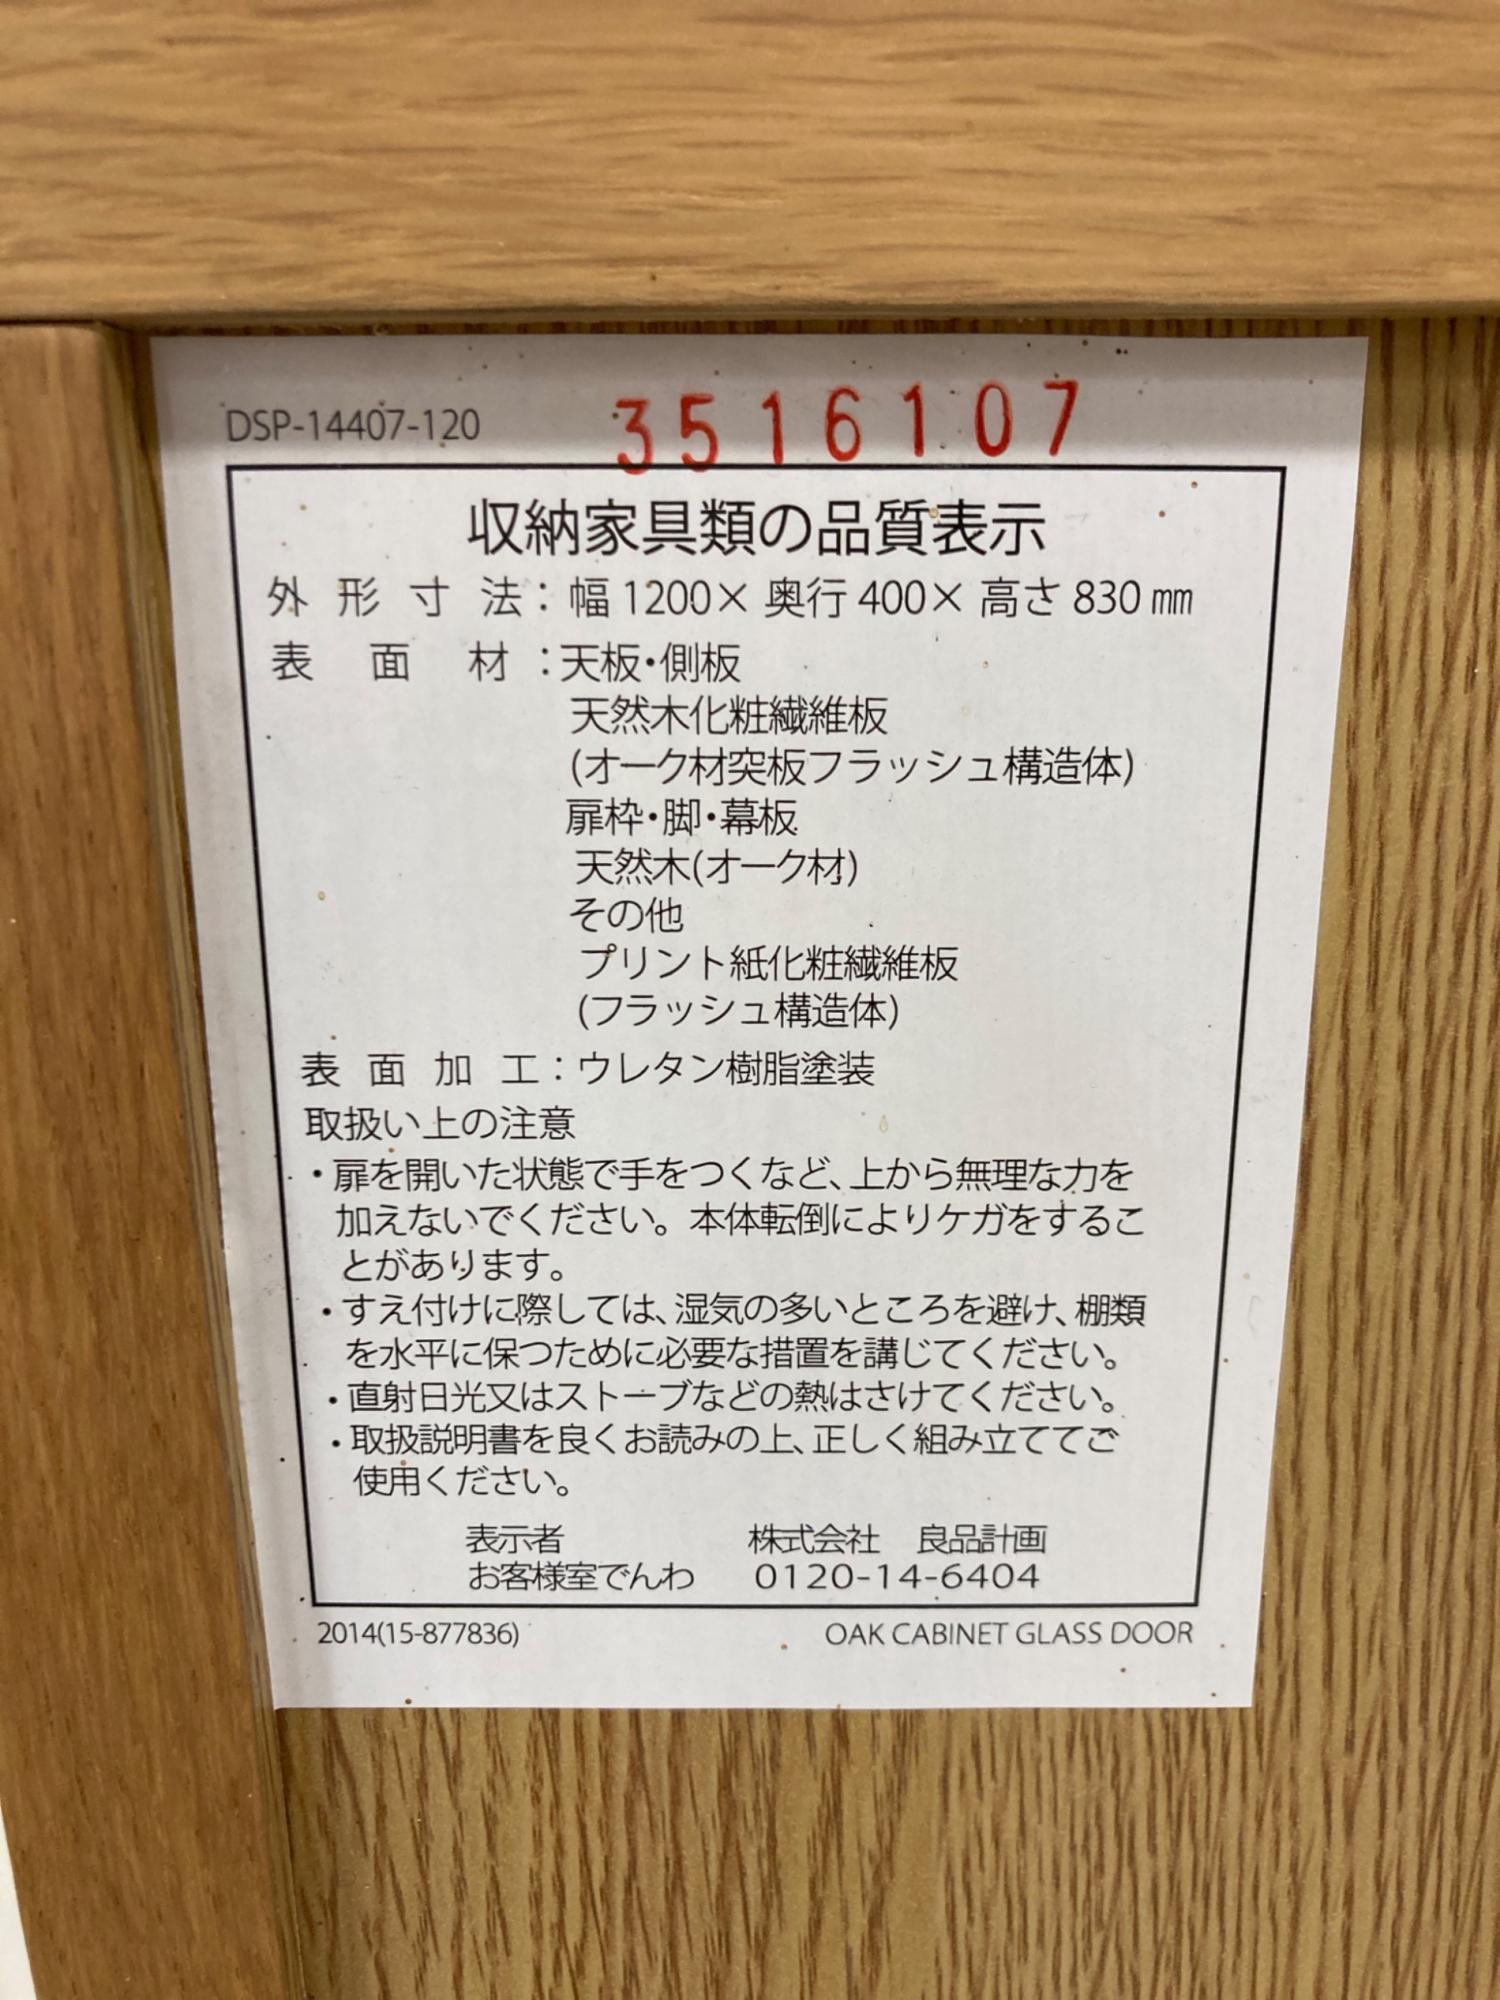 DSP-14407-120 3516107
収納家具類の品質表示
外形寸法：幅1200×奥行400×高さ830㎜
表面材：天板・側板
天然木化粧繊維板
(オーク材突板フラッシュ構造体)
扉枠・脚・幕板
天然木(オーク材)
その他
プリント紙化粧繊維板
(フラッシュ構造体)
表面加工：ウレタン樹脂塗装
取扱い上の注意
・扉を開いた状態で手をつくなど、上から無理な力を
加えないでください。本体転倒によりケガをするこ
とがあります。
・すえ付けに際しては、湿気の多いところを避け、棚類
を水平に保つために必要な措置を講じてください。
・直射日光又はストーブなどの熱はさけてください。
・取扱説明書を良くお読みの上、正しく組み立ててご
使用ください。
表示者 株式会社 良品計画
お客様室でんわ 0120-14-6404
2014(15-877836) OAK CABINET GLASS DOOR